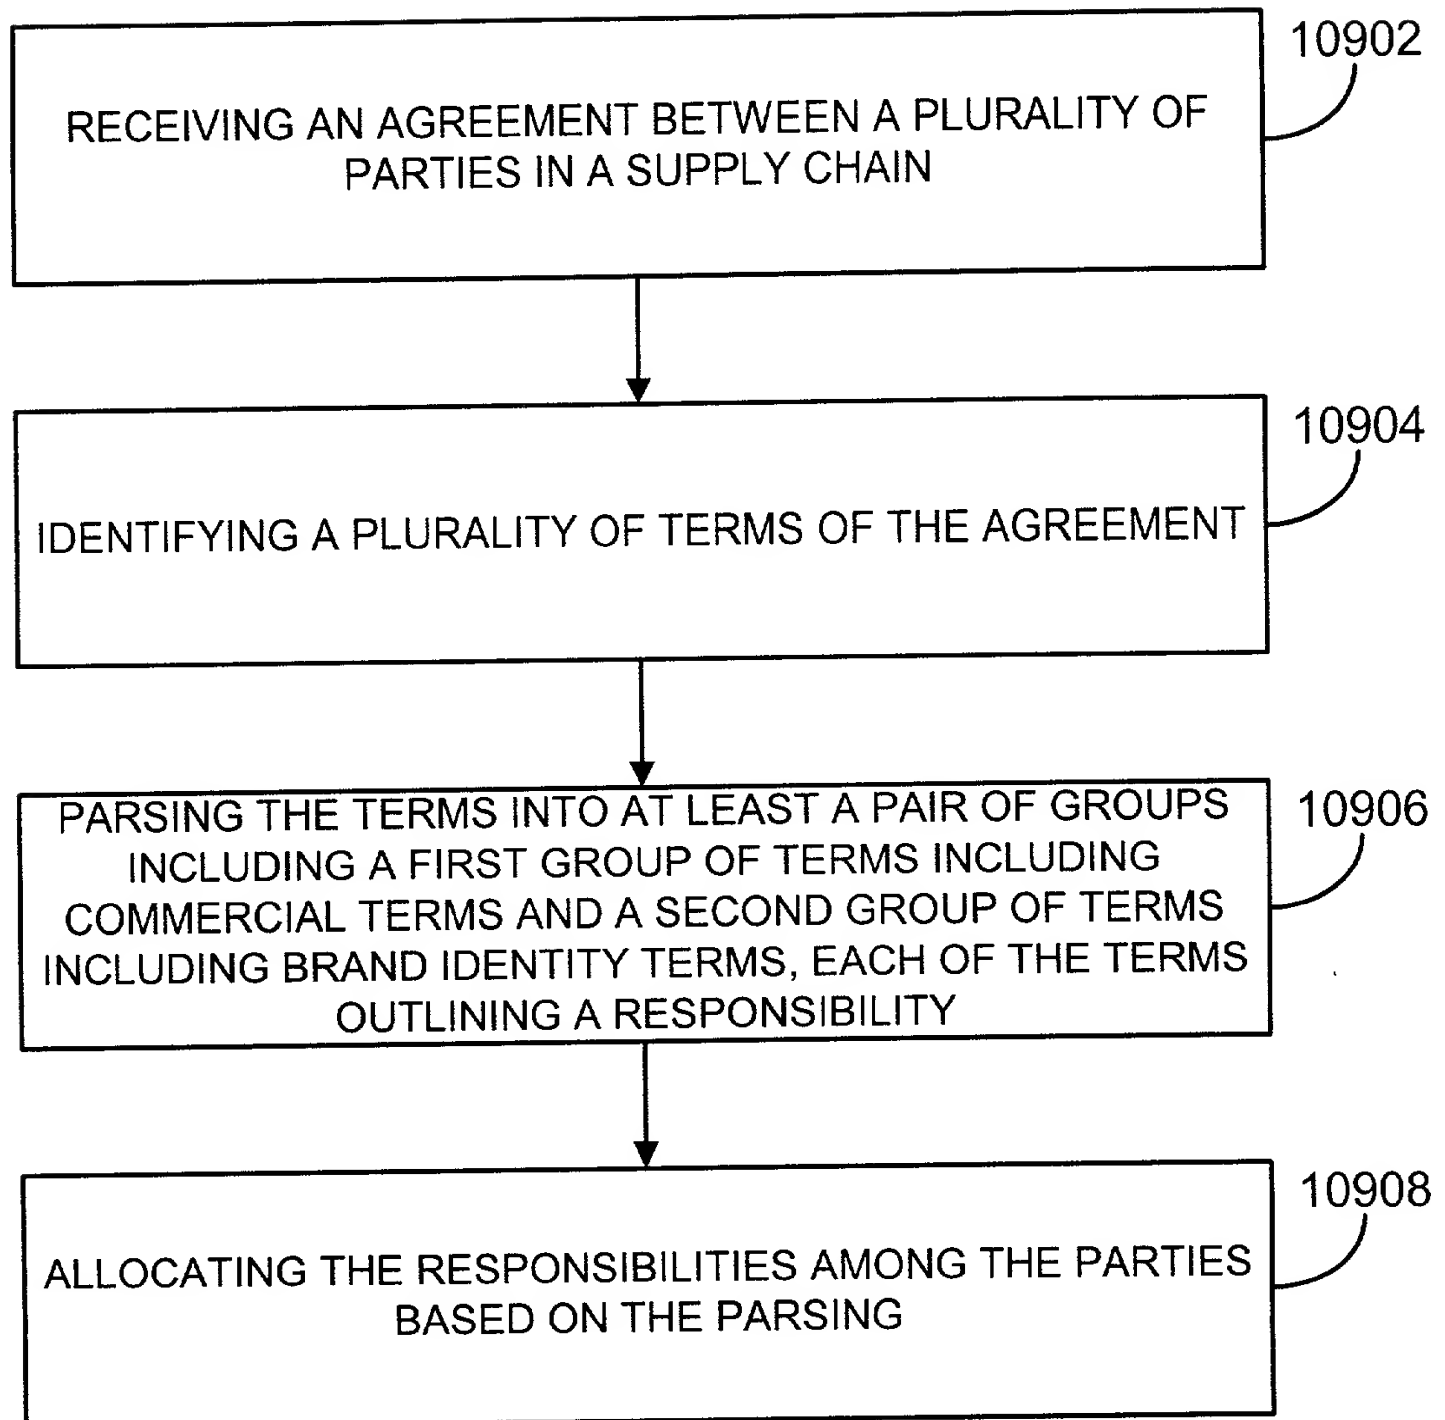 10902
RECEIVING AN AGREEMENT BETWEEN A PLURALITY OF
PARTIES IN A SUPPLY CHAIN
10904
IDENTIFYING A PLURALITY OF TERMS OF THE AGREEMENT
10906
PARSING THE TERMS INTO AT LEAST A PAIR OF GROUPS
INCLUDING A FIRST GROUP OF TERMS INCLUDING
COMMERCIAL TERMS AND A SECOND GROUP OF TERMS
INCLUDING BRAND IDENTITY TERMS, EACH OF THE TERMS
OUTLINING A RESPONSIBILITY
10908
ALLOCATING THE RESPONSIBILITIES AMONG THE PARTIES
BASED ON THE PARSING